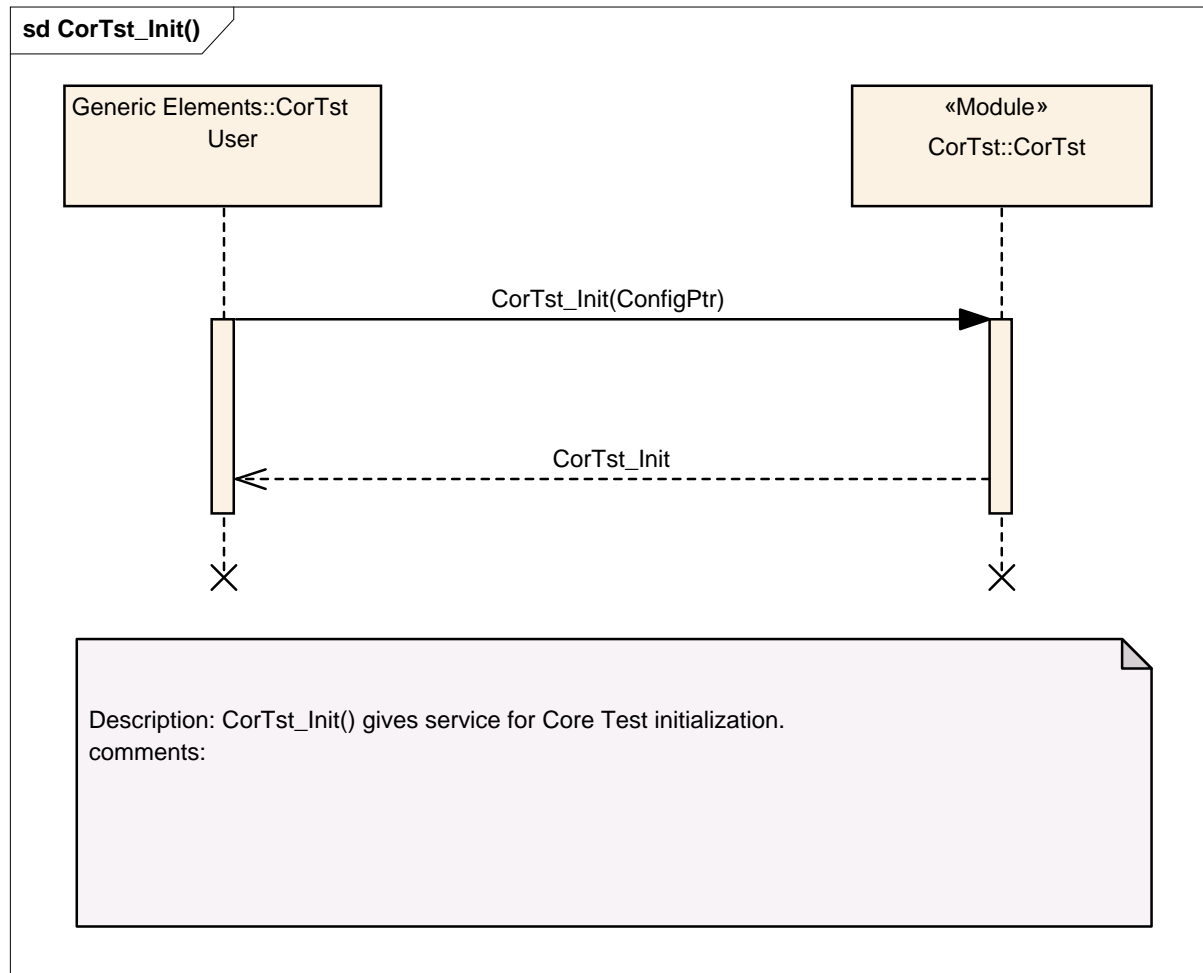 sd CorTst_Init()
Generic Elements::CorTst
User
«Module»
CorTst::CorTst
CorTst_Init(ConfigPtr)
CorTst_Init
Description: CorTst_Init() gives service for Core Test initialization.
comments: